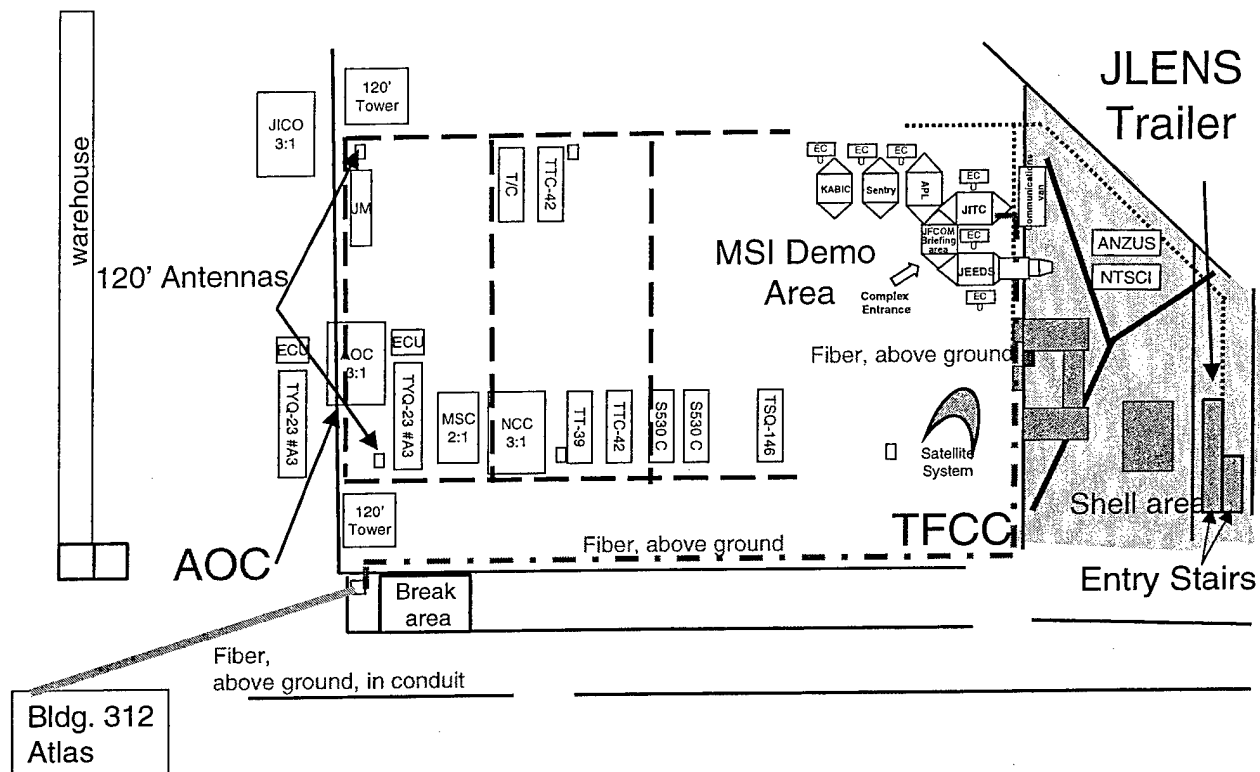 JLENS
Trailer
120'
Tower
JICO
3:1
warehouse
T/C
TTC-42
JM
EC
EC
EC
KABIC
Sentry
APL
EC
JITC
Communications
van
JFCOM
Briefing
area
EC
JEEDS
EC
ANZUS
NTSCI
MSI Demo
Area
Complex
Entrance
120' Antennas
ECU
AOC
3:1
ECU
Fiber, above ground
TYQ-23 #A3
TYQ-23 #A3
MSC
2:1
NCC
3:1
TT-39
TTC-42
S530 C
S530 C
TSQ-146
Satellite
System
Shell area
120'
Tower
TFCC
Fiber, above ground
AOC
Entry Stairs
Break
area
Fiber,
above ground, in conduit
Bldg. 312
Atlas